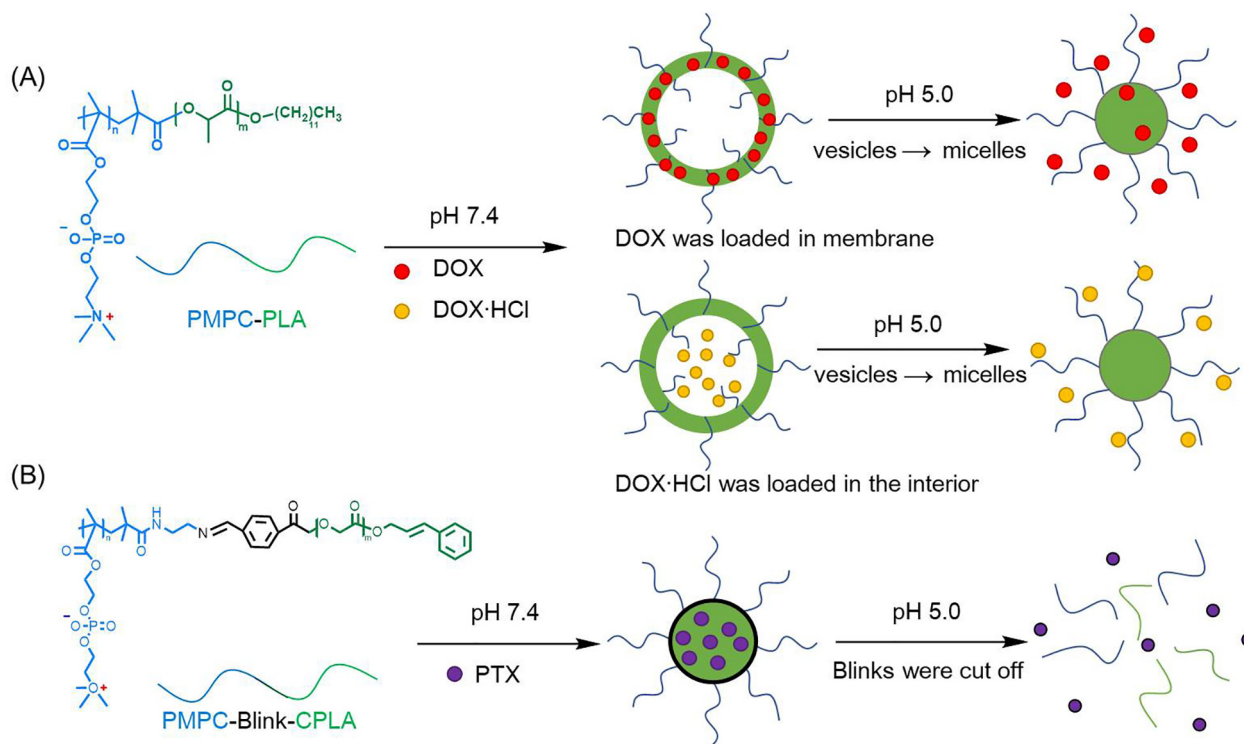 (A)
n
O
O
O
m
O
(CH2)CH3
11
O
O
O
−
O-P=O
O
N +
PMPC-PLA
pH 7.4
DOX
DOX·HCl
pH 5.0
vesicles → micelles
DOX was loaded in membrane
pH 5.0
vesicles → micelles
DOX·HCl was loaded in the interior
(B)
n
H
N
O
N
O
O
O
m
O
O
O
O
−
O-P=O
O
O +
PMPC-Blink-CPLA
pH 7.4
PTX
pH 5.0
Blinks were cut off